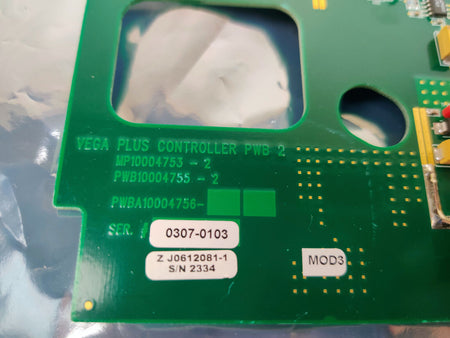 VEGA PLUS CONTROLLER PWB 2
MP10004753 - 2
PWB10004755 - 2
PWBA10004756-
SER. # 0307-0103
Z J0612081-1
S/N 2334
MOD3